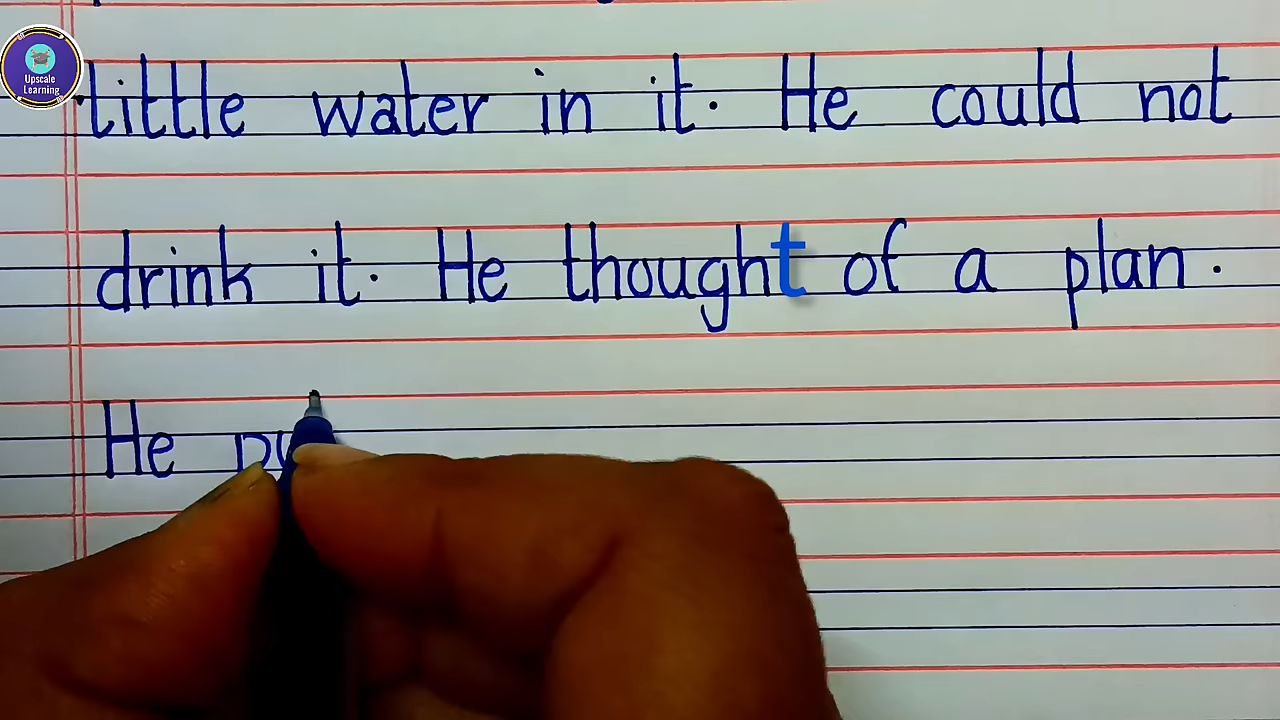 Upscale
Learning
little water in it. He could not
drink it. He thought of a plan.
He